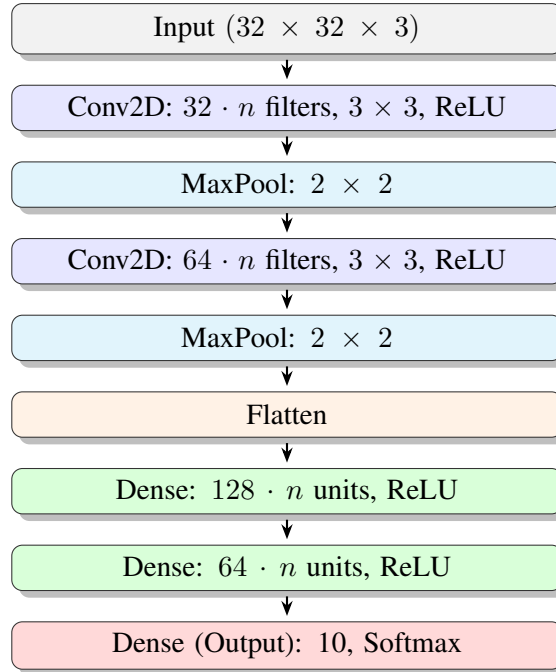 Input (32 × 32 × 3)
Conv2D: 32 · n filters, 3 × 3, ReLU
MaxPool: 2 × 2
Conv2D: 64 · n filters, 3 × 3, ReLU
MaxPool: 2 × 2
Flatten
Dense: 128 · n units, ReLU
Dense: 64 · n units, ReLU
Dense (Output): 10, Softmax